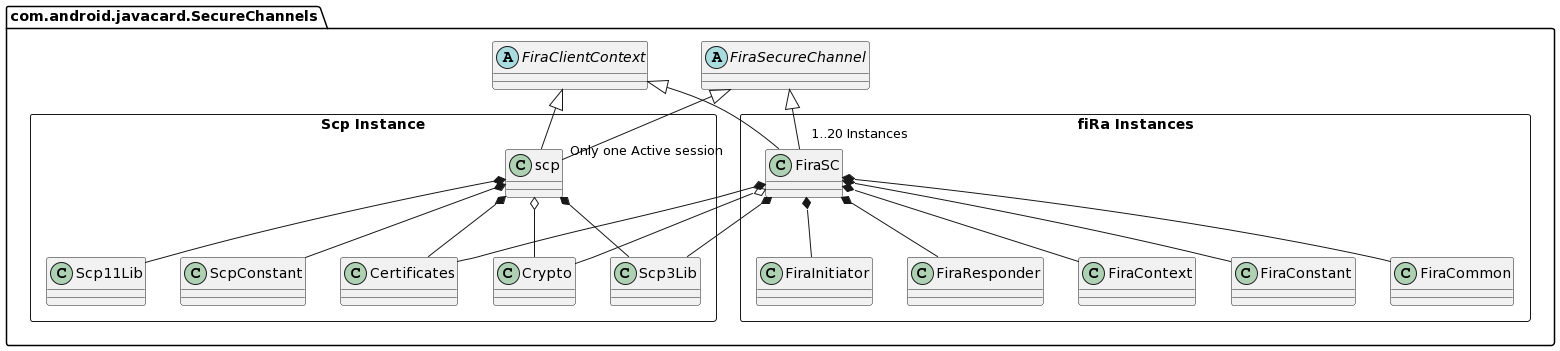 com.android.javacard.SecureChannels
A FiraClientContext
A FiraSecureChannel
Scp Instance
fiRa Instances
1..20 Instances
Only one Active session
C scp
C FiraSC
C Scp11Lib
C ScpConstant
C Certificates
C Crypto
C Scp3Lib
C FiraInitiator
C FiraResponder
C FiraContext
C FiraConstant
C FiraCommon